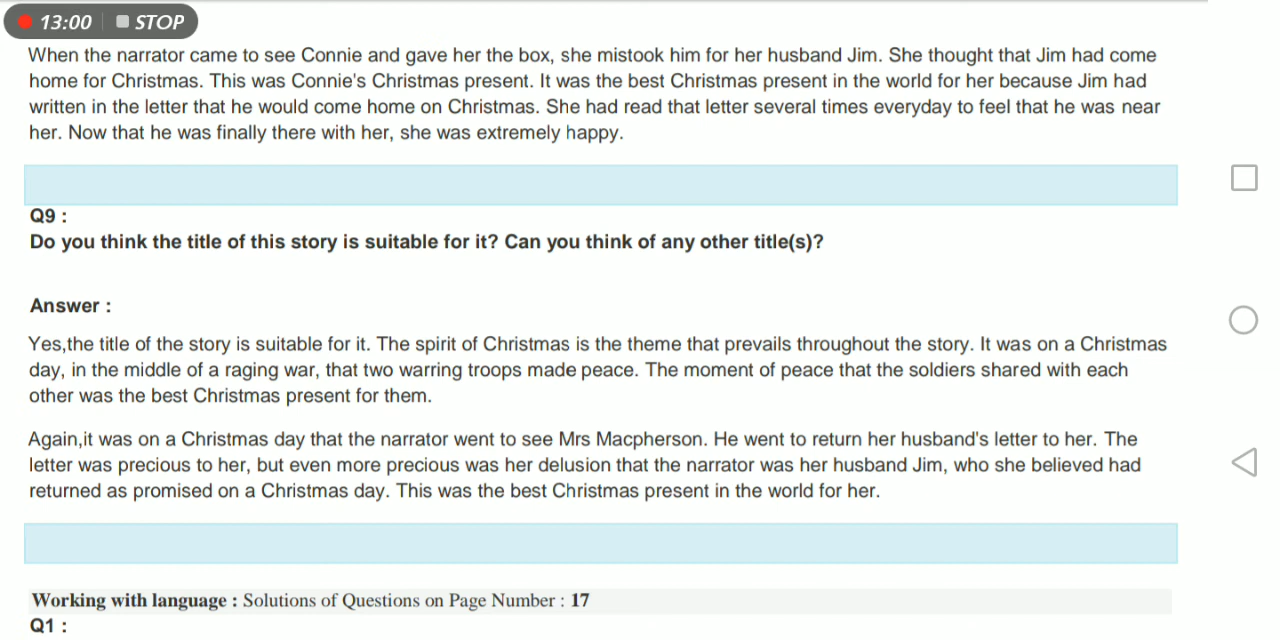 13:00 STOP
When the narrator came to see Connie and gave her the box, she mistook him for her husband Jim. She thought that Jim had come
home for Christmas. This was Connie's Christmas present. It was the best Christmas present in the world for her because Jim had
written in the letter that he would come home on Christmas. She had read that letter several times everyday to feel that he was near
her. Now that he was finally there with her, she was extremely happy.
Q9 :
Do you think the title of this story is suitable for it? Can you think of any other title(s)?
Answer :
Yes,the title of the story is suitable for it. The spirit of Christmas is the theme that prevails throughout the story. It was on a Christmas
day, in the middle of a raging war, that two warring troops made peace. The moment of peace that the soldiers shared with each
other was the best Christmas present for them.
Again,it was on a Christmas day that the narrator went to see Mrs Macpherson. He went to return her husband's letter to her. The
letter was precious to her, but even more precious was her delusion that the narrator was her husband Jim, who she believed had
returned as promised on a Christmas day. This was the best Christmas present in the world for her.
Working with language : Solutions of Questions on Page Number : 17
Q1 :